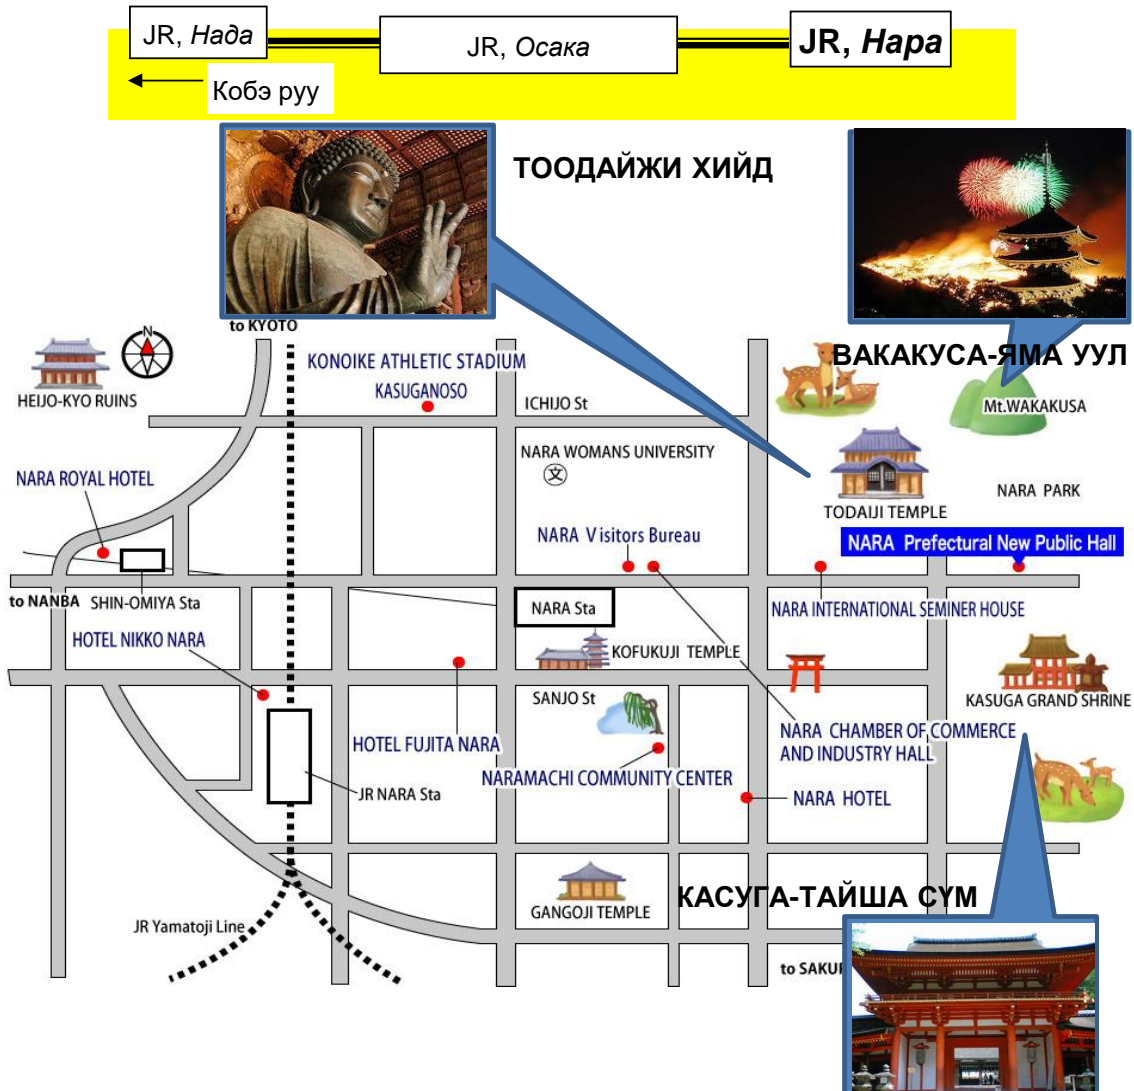 JR, Нада
JR, Осака
JR, Нара
Кобэ руу
ТООДАЙЖИ ХИЙД
to KYOTO
N
KONOIKE ATHLETIC STADIUM
KASUGANOSO
ВАКАКУСА-ЯМА УУЛ
HEIJO-KYO RUINS
ICHIJO St
Mt.WAKAKUSA
NARA WOMANS UNIVERSITY
文
NARA ROYAL HOTEL
NARA PARK
TODAIJI TEMPLE
NARA Visitors Bureau
NARA Prefectural New Public Hall
to NANBA
SHIN-OMIYA Sta
NARA Sta
NARA INTERNATIONAL SEMINER HOUSE
HOTEL NIKKO NARA
KOFUKUJI TEMPLE
SANJO St
KASUGA GRAND SHRINE
HOTEL FUJITA NARA
NARA CHAMBER OF COMMERCE
AND INDUSTRY HALL
NARAMACHI COMMUNITY CENTER
JR NARA Sta
NARA HOTEL
КАСУГА-ТАЙША СҮМ
GANGOJI TEMPLE
JR Yamatoji Line
to